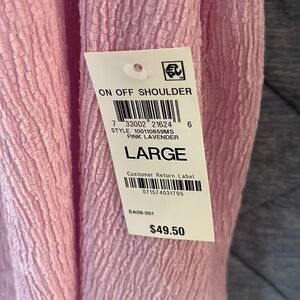 ON OFF SHOULDER
7 33002 21624 6
STYLE 100110859MS
PINK LAVENDER
LARGE
Customer Return Label
071574031795
BA09-001
$49.50